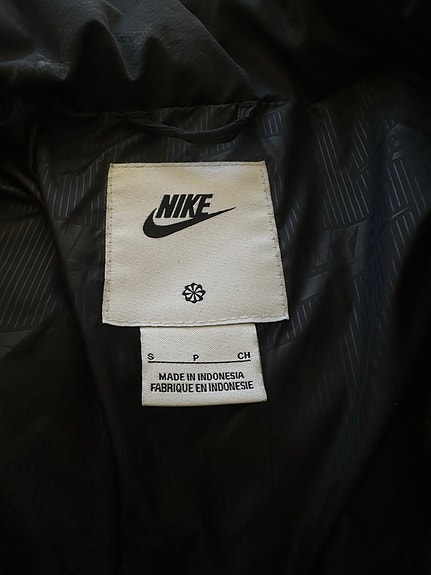 NIKE
S P CH
MADE IN INDONESIA
FABRIQUE EN INDONESIE